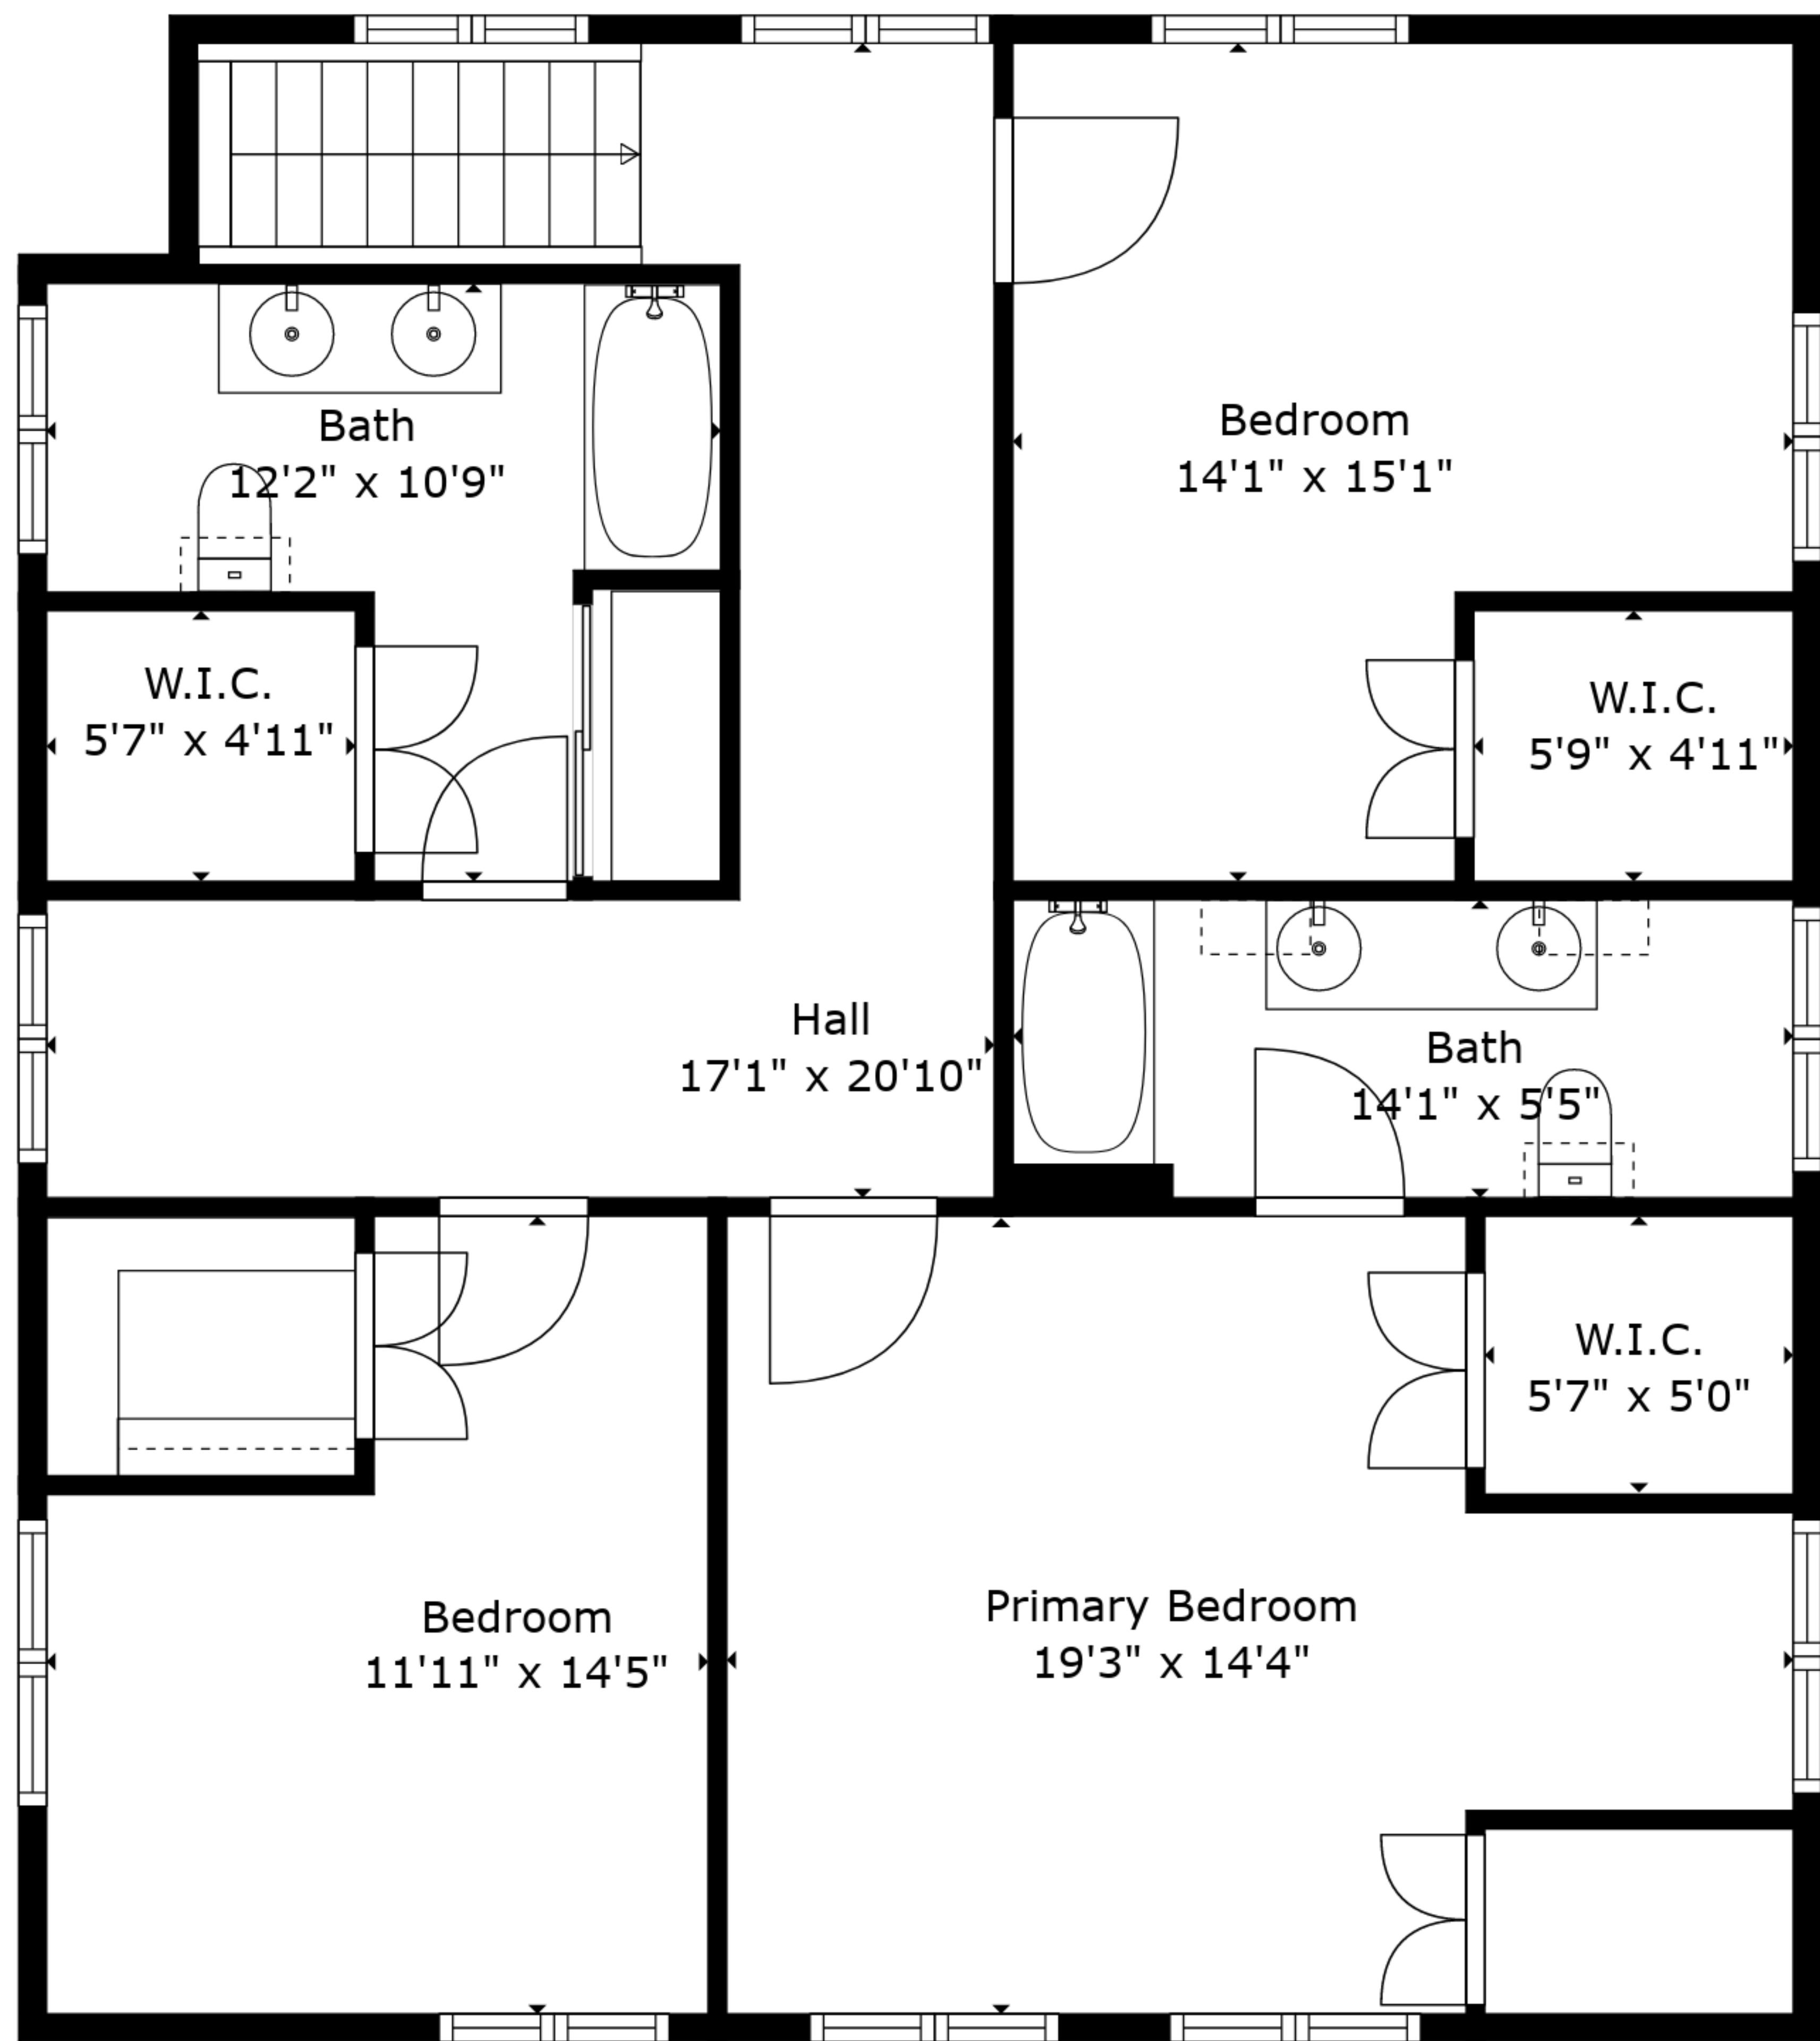 Bath
12'2" x 10'9"
Bedroom
14'1" x 15'1"
W.I.C.
5'7" x 4'11"
W.I.C.
5'9" x 4'11"
Hall
17'1" x 20'10"
Bath
14'1" x 5'5"
W.I.C.
5'7" x 5'0"
Bedroom
11'11" x 14'5"
Primary Bedroom
19'3" x 14'4"